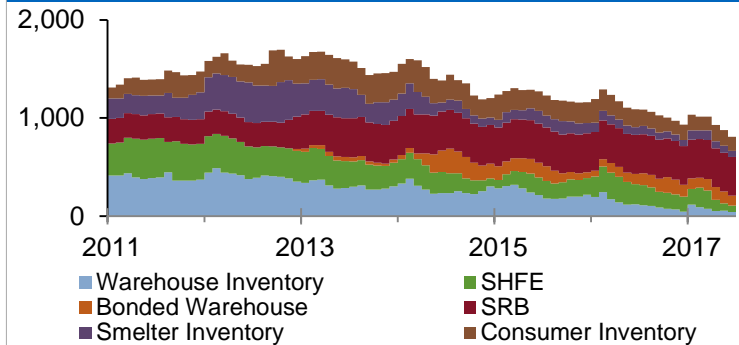 2,000
1,000
0
2011 2013 2015 2017
Warehouse Inventory SHFE
Bonded Warehouse SRB
Smelter Inventory Consumer Inventory